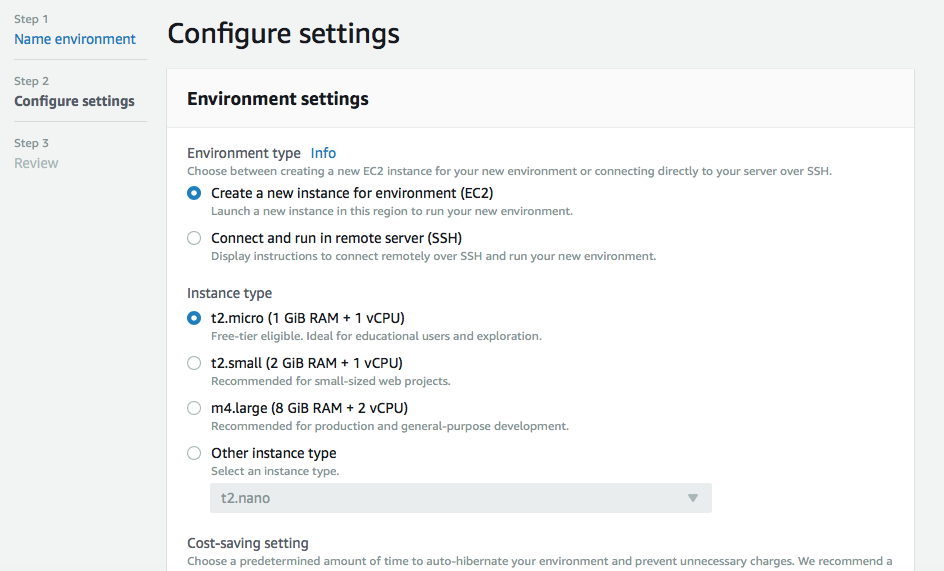 Step 1
Name environment
Step 2
Configure settings
Step 3
Review
Configure settings
Environment settings
Environment type Info
Choose between creating a new EC2 instance for your new environment or connecting directly to your server over SSH.
Create a new instance for environment (EC2)
Launch a new instance in this region to run your new environment.
Connect and run in remote server (SSH)
Display instructions to connect remotely over SSH and run your new environment.
Instance type
t2.micro (1 GiB RAM + 1 vCPU)
Free-tier eligible. Ideal for educational users and exploration.
t2.small (2 GiB RAM + 1 vCPU)
Recommended for small-sized web projects.
m4.large (8 GiB RAM + 2 vCPU)
Recommended for production and general-purpose development.
Other instance type
Select an instance type.
t2.nano
Cost-saving setting
Choose a predetermined amount of time to auto-hibernate your environment and prevent unnecessary charges. We recommend a